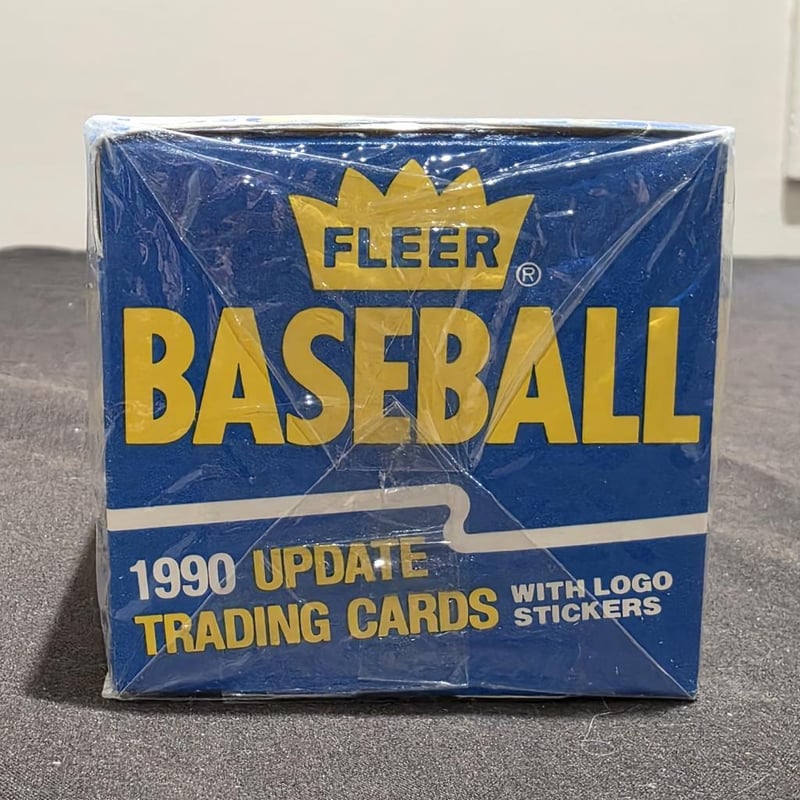 FLEER ®
BASEBALL
1990 UPDATE
TRADING CARDS
WITH LOGO
STICKERS